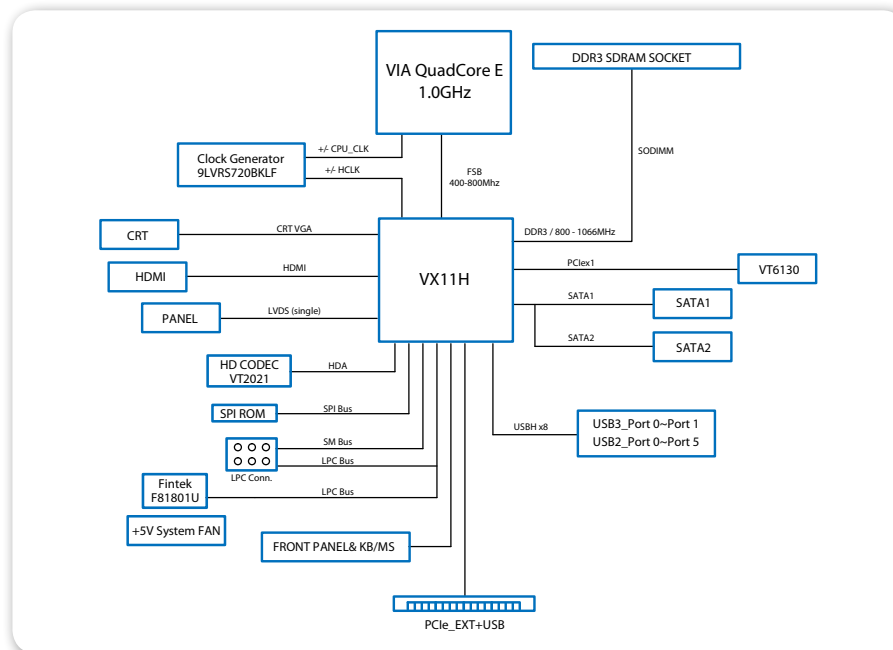 VIA QuadCore E
1.0GHz
DDR3 SDRAM SOCKET
Clock Generator
9LVRS720BKLF
+/- CPU_CLK
+/- HCLK
FSB
400-800Mhz
SODIMM
CRT
CRT VGA
DDR3 / 800 - 1066MHz
HDMI
HDMI
VX11H
PCIex1
VT6130
PANEL
LVDS (single)
SATA1
SATA1
SATA2
SATA2
HD CODEC
VT2021
HDA
SPI ROM
SPI Bus
USBH x8
USB3_Port 0~Port 1
USB2_Port 0~Port 5
SM Bus
LPC Bus
LPC Conn.
Fintek
F81801U
LPC Bus
+5V System FAN
FRONT PANEL& KB/MS
PCIe_EXT+USB